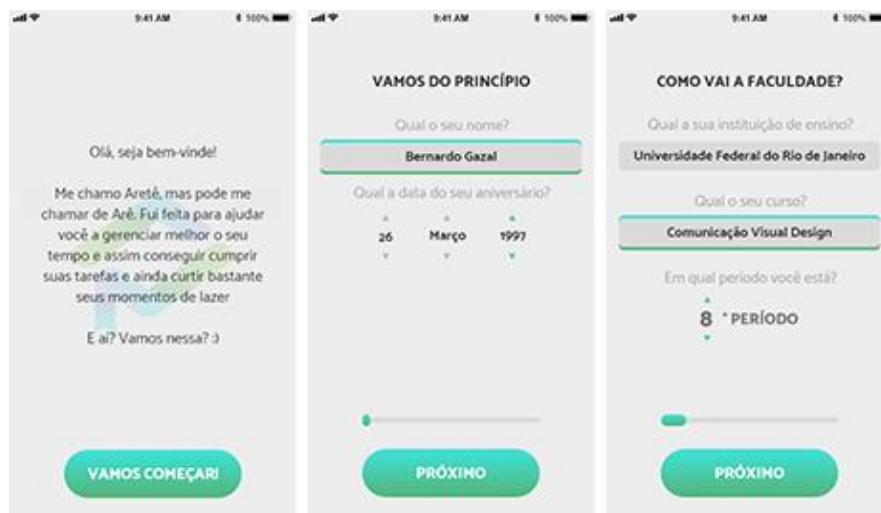 9:41 AM
100%
Olá, seja bem-vinde!
Me chamo Aretê, mas pode me
chamar de Arê. Fui feita para ajudar
você a gerenciar melhor o seu
tempo e assim conseguir cumprir
suas tarefas e ainda curtir bastante
seus momentos de lazer
E aí? Vamos nessa? :)
VAMOS COMEÇAR!
9:41 AM
100%
VAMOS DO PRINCÍPIO
Qual o seu nome?
Bernardo Gazal
Qual a data do seu aniversário?
26 Março 1997
PRÓXIMO
9:41 AM
100%
COMO VAI A FACULDADE?
Qual a sua instituição de ensino?
Universidade Federal do Rio de Janeiro
Qual o seu curso?
Comunicação Visual Design
Em qual período você está?
8 ° PERÍODO
PRÓXIMO